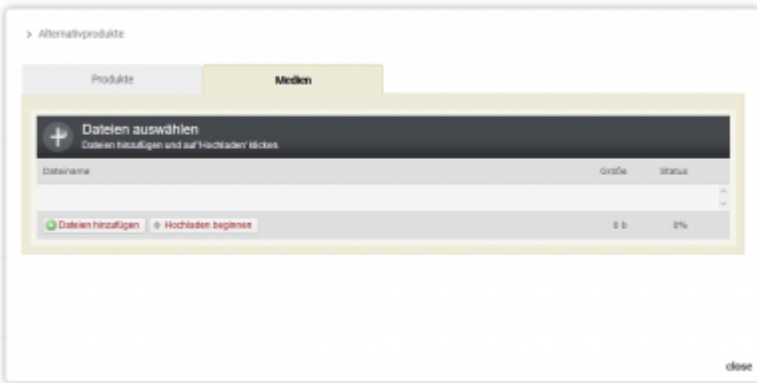 > Alternativprodukte
Produkte Medien
Dateien auswählen
Dateien hinzufügen und auf 'Hochladen' klicken.
Dateiname Größe Status
Dateien hinzufügen Hochladen beginnen 0 b 0%
close